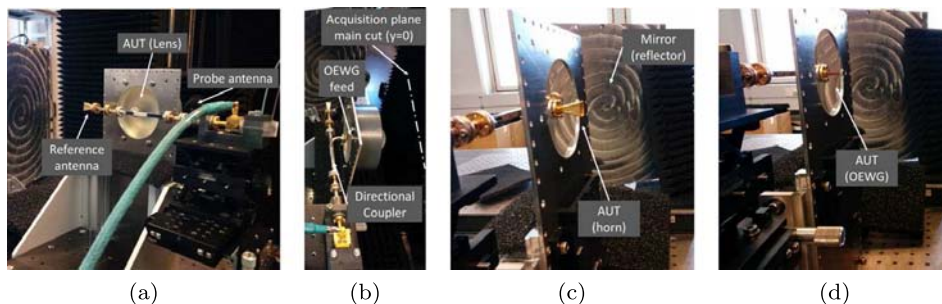 AUT (Lens)
Probe antenna
Reference
antenna
Acquisition plane
main cut (y=0)
OEWG
feed
Directional
Coupler
Mirror
(reflector)
AUT
(horn)
AUT
(OEWG)
(a)
(b)
(c)
(d)